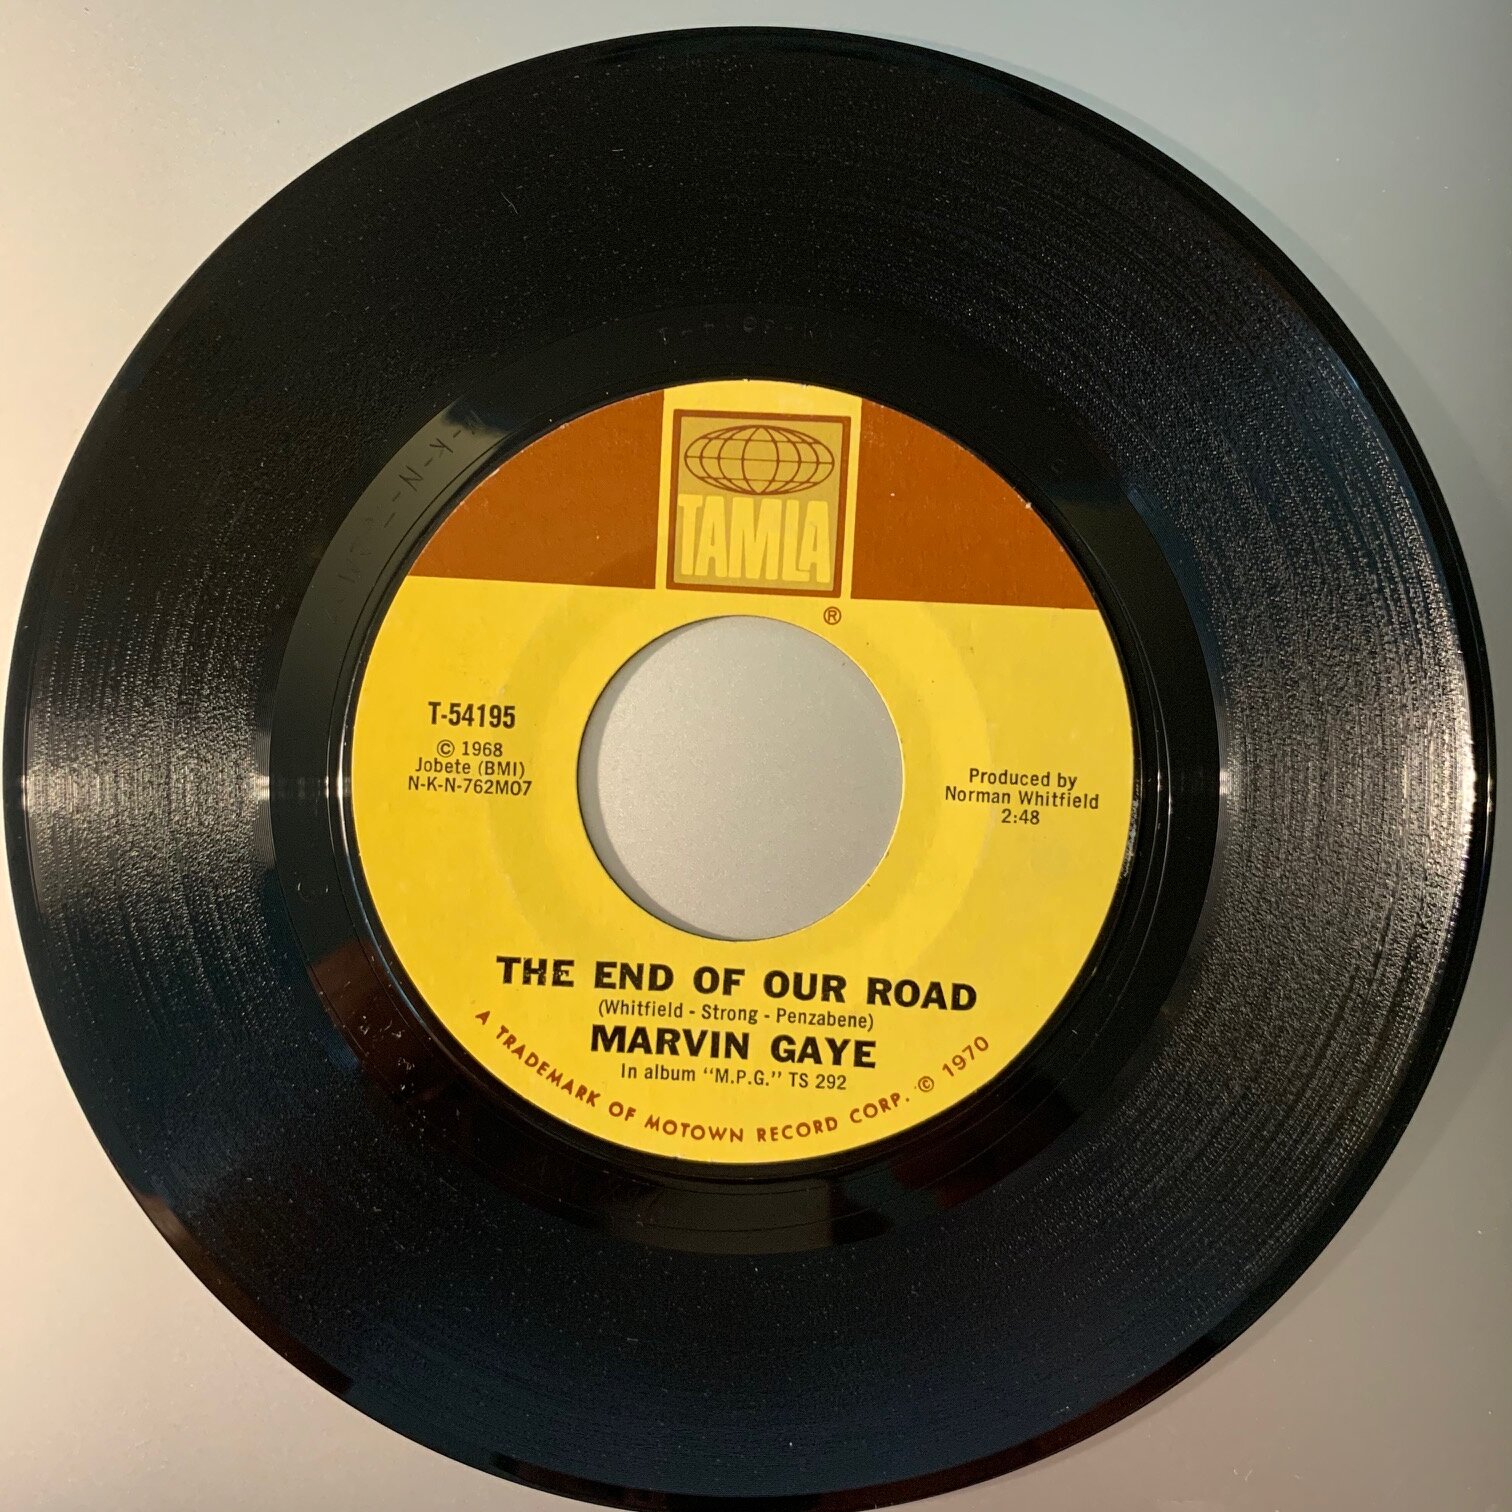 TAMLA
®
T-54195
© 1968
Jobete (BMI)
N-K-N-762M07
Produced by
Norman Whitfield
2:48
THE END OF OUR ROAD
(Whitfield - Strong - Penzabene)
MARVIN GAYE
In album "M.P.G." TS 292
A TRADEMARK OF MOTOWN RECORD CORP. © 1970